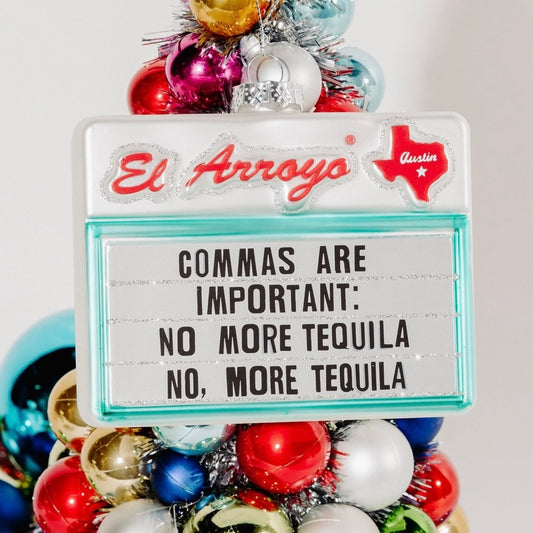 El Arroyo®
Austin
COMMAS ARE
IMPORTANT:
NO MORE TEQUILA
NO, MORE TEQUILA